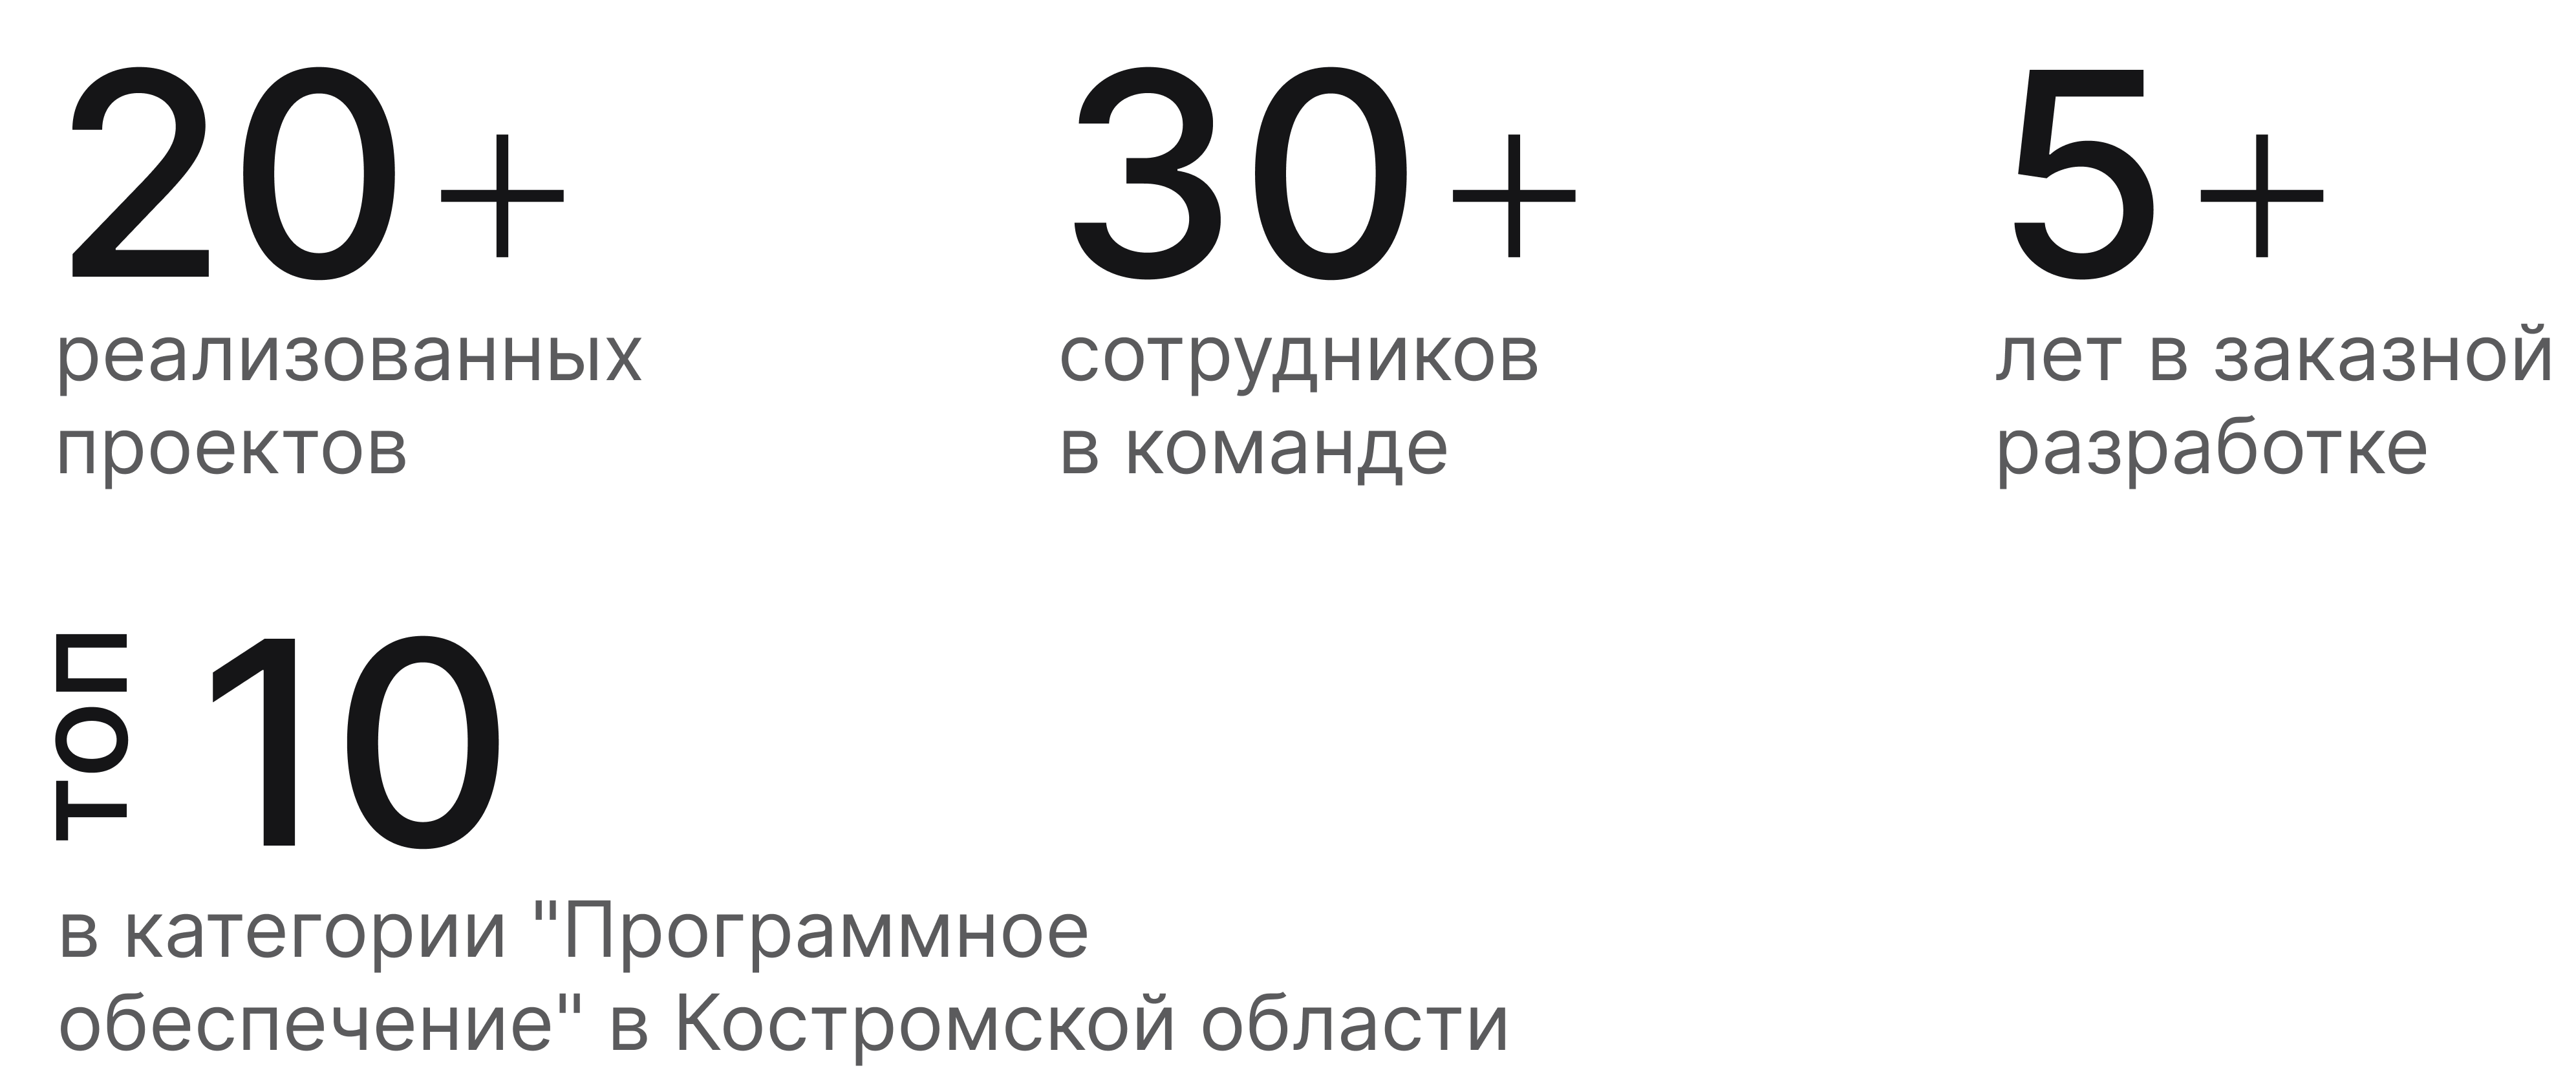 20+
реализованных
проектов
30+
сотрудников
в команде
5+
лет в заказной
разработке
ТОП 10
в категории "Программное
обеспечение" в Костромской области